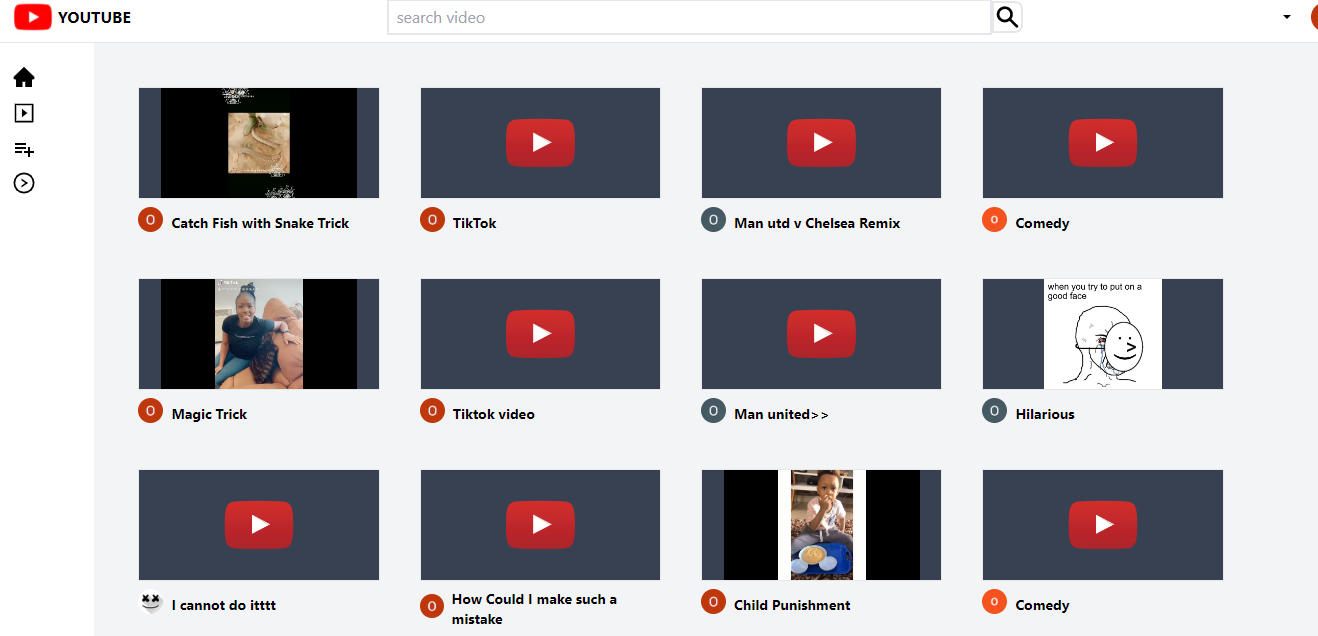 YOUTUBE
search video
O Catch Fish with Snake Trick
O TikTok
O Man utd v Chelsea Remix
o Comedy
when you try to put on a
good face
O Magic Trick
O Tiktok video
O Man united>>
O Hilarious
I cannot do itttt
O How Could I make such a
mistake
O Child Punishment
o Comedy